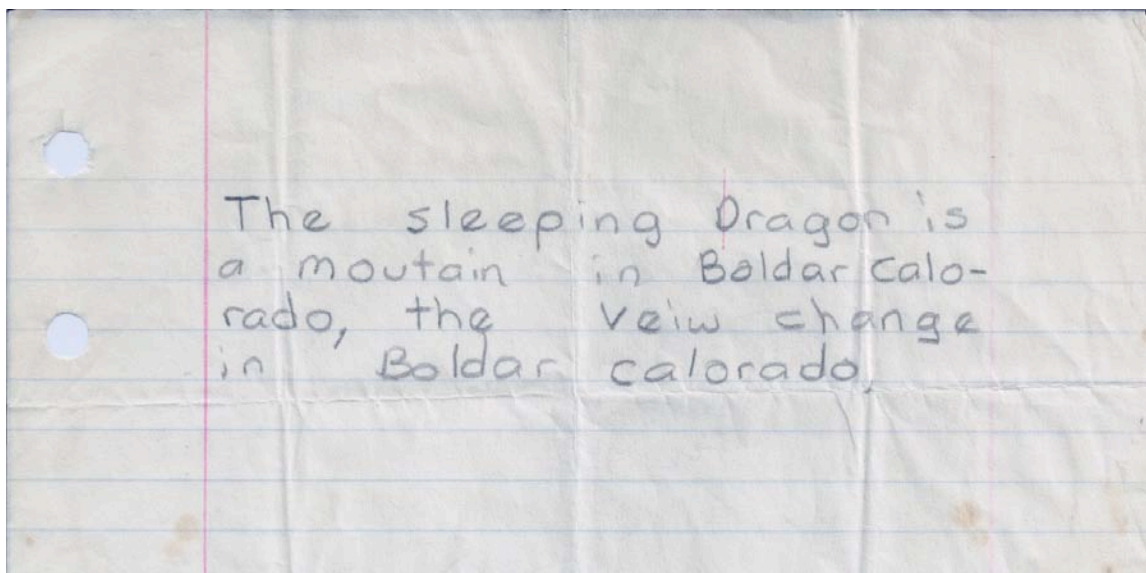 The sleeping Dragon is
a moutain in Boldar calo-
rado, the veiw change
in Boldar calorado